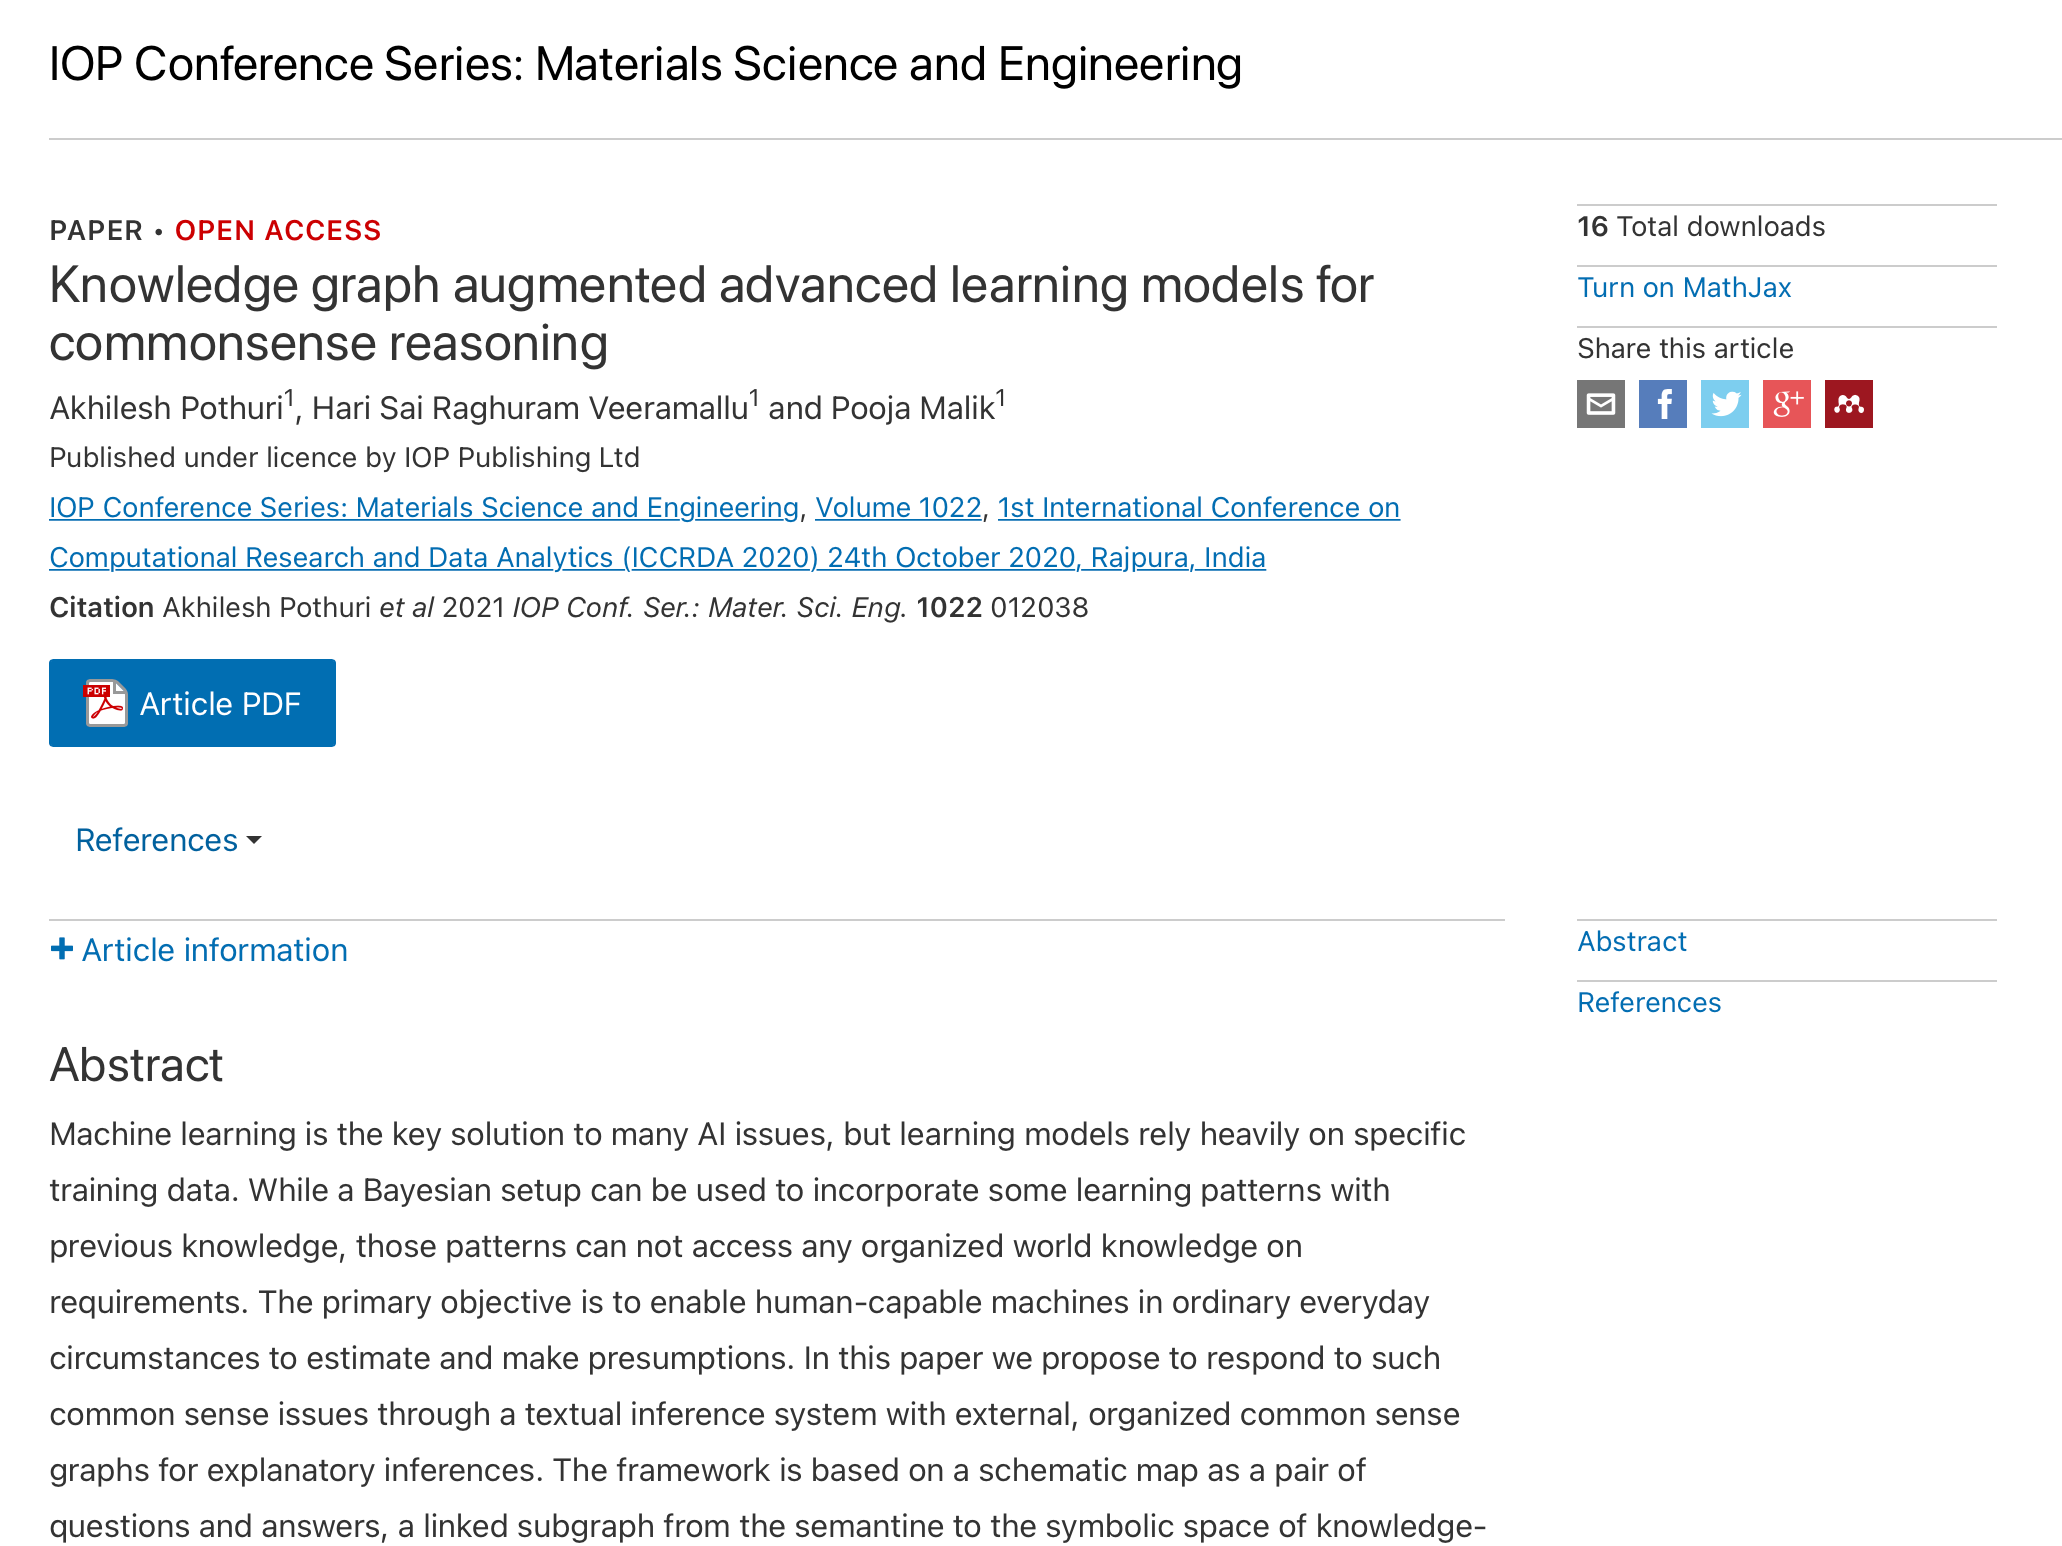 IOP Conference Series: Materials Science and Engineering
PAPER • OPEN ACCESS
Knowledge graph augmented advanced learning models for
commonsense reasoning
Akhilesh Pothuri1, Hari Sai Raghuram Veeramallu1 and Pooja Malik1
Published under licence by IOP Publishing Ltd
IOP Conference Series: Materials Science and Engineering, Volume 1022, 1st International Conference on
Computational Research and Data Analytics (ICCRDA 2020) 24th October 2020, Rajpura, India
Citation Akhilesh Pothuri et al 2021 IOP Conf. Ser.: Mater. Sci. Eng. 1022 012038
PDF Article PDF
References
16 Total downloads
Turn on MathJax
Share this article
f g+
+ Article information
Abstract
Machine learning is the key solution to many AI issues, but learning models rely heavily on specific
training data. While a Bayesian setup can be used to incorporate some learning patterns with
previous knowledge, those patterns can not access any organized world knowledge on
requirements. The primary objective is to enable human-capable machines in ordinary everyday
circumstances to estimate and make presumptions. In this paper we propose to respond to such
common sense issues through a textual inference system with external, organized common sense
graphs for explanatory inferences. The framework is based on a schematic map as a pair of
questions and answers, a linked subgraph from the semantine to the symbolic space of knowledge-
Abstract
References